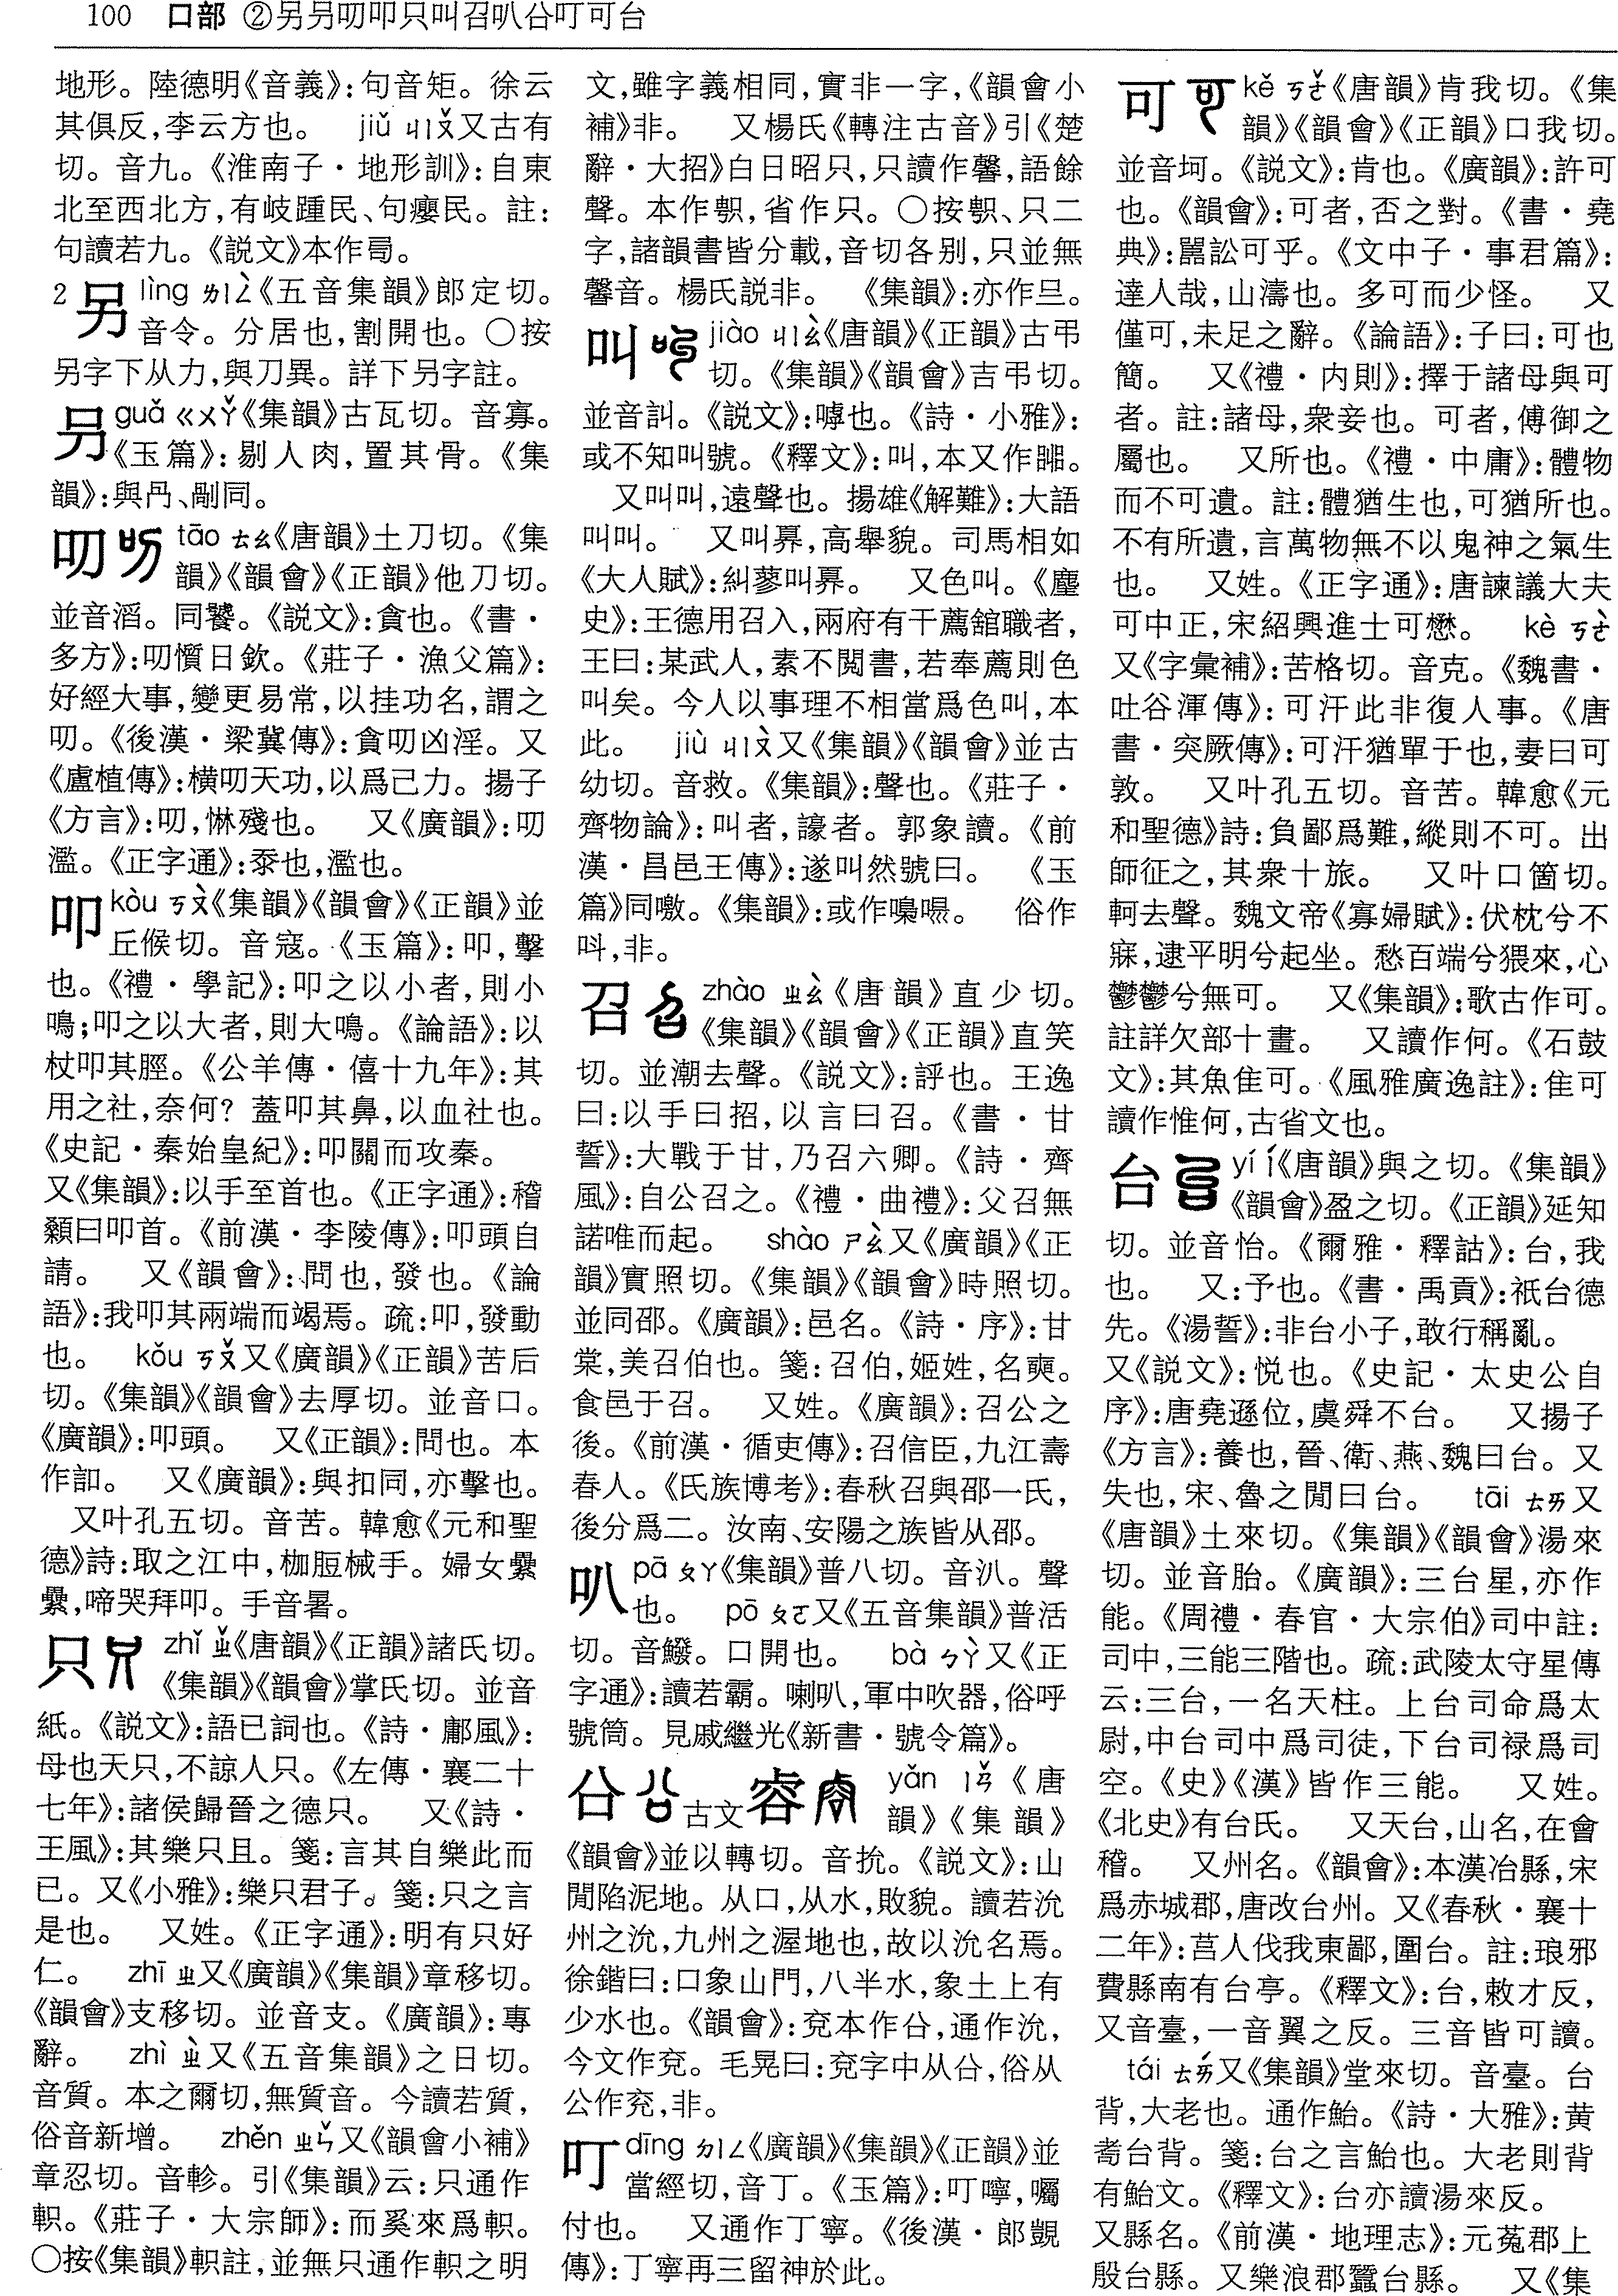 100 口部 ②另叧叨叩只叫召叭㕣叮可台
地形。陸德明《音義》:句音矩。徐云
其俱反,李云方也。 jiǔ ㄐㄧㄡˇ又古有
切。音九。《淮南子·地形訓》:自東
北至西北方,有岐踵民、句癭民。註:
句讀若九。《説文》本作㔿。
2 另 lìng ㄌㄧㄥˋ《五音集韻》郎定切。
音令。分居也,割開也。○按
另字下从力,與刀異。詳下叧字註。
叧 guǎ ㄍㄨㄚˇ《集韻》古瓦切。音寡。
《玉篇》:剔人肉,置其骨。《集
韻》:與冎、剮同。
叨 tāo ㄊㄠ《唐韻》土刀切。《集
韻》《韻會》《正韻》他刀切。
並音滔。同饕。《説文》:貪也。《書·
多方》:叨懫日欽。《莊子·漁父篇》:
好經大事,變更易常,以挂功名,謂之
叨。《後漢·梁冀傳》:貪叨凶淫。又
《盧植傳》:横叨天功,以爲己力。揚子
《方言》:叨,惏殘也。 又《廣韻》:叨
濫。《正字通》:忝也,濫也。
叩 kòu ㄎㄡˋ《集韻》《韻會》《正韻》並
丘候切。音寇。《玉篇》:叩,擊
也。《禮·學記》:叩之以小者,則小
鳴;叩之以大者,則大鳴。《論語》:以
杖叩其脛。《公羊傳·僖十九年》:其
用之社,奈何?蓋叩其鼻,以血社也。
《史記·秦始皇紀》:叩關而攻秦。
又《集韻》:以手至首也。《正字通》:稽
顙曰叩首。《前漢·李陵傳》:叩頭自
請。 又《韻會》:問也,發也。《論
語》:我叩其兩端而竭焉。疏:叩,發動
也。 kǒu ㄎㄡˇ又《廣韻》《正韻》苦后
切。《集韻》《韻會》去厚切。並音口。
《廣韻》:叩頭。 又《正韻》:問也。本
作訠。 又《廣韻》:與扣同,亦擊也。
又叶孔五切。音苦。韓愈《元和聖
德》詩:取之江中,枷脰械手。婦女纍
纍,啼哭拜叩。手音暑。
只 zhǐ ㄓˇ《唐韻》《正韻》諸氏切。
《集韻》《韻會》掌氏切。並音
紙。《説文》:語已詞也。《詩·鄘風》:
母也天只,不諒人只。《左傳·襄二十
七年》:諸侯歸晉之德只。 又《詩·
王風》:其樂只且。箋:言其自樂此而
已。又《小雅》:樂只君子。箋:只之言
是也。 又姓。《正字通》:明有只好
仁。 zhī ㄓ又《廣韻》《集韻》章移切。
《韻會》支移切。並音支。《廣韻》:專
辭。 zhì ㄓˋ又《五音集韻》之日切。
音質。本之爾切,無質音。今讀若質,
俗音新增。 zhěn ㄓㄣˇ又《韻會小補》
章忍切。音軫。引《集韻》云:只通作
軹。《莊子·大宗師》:而奚來爲軹。
○按《集韻》軹註,並無只通作軹之明
文,雖字義相同,實非一字,《韻會小
補》非。 又楊氏《轉注古音》引《楚
辭·大招》白日昭只,只讀作馨,語餘
聲。本作𠷎,省作只。○按𠷎、只二
字,諸韻書皆分載,音切各别,只並無
馨音。楊氏説非。 《集韻》:亦作旦。
叫 jiào ㄐㄧㄠˋ《唐韻》《正韻》古弔
切。《集韻》《韻會》吉弔切。
並音訆。《説文》:嘑也。《詩·小雅》:
或不知叫號。《釋文》:叫,本又作嘂。
又叫叫,遠聲也。揚雄《解難》:大語
叫叫。 又叫奡,高舉貌。司馬相如
《大人賦》:糾蓼叫奡。 又色叫。《麈
史》:王德用召入,兩府有干薦舘職者,
王曰:某武人,素不閱書,若奉薦則色
叫矣。今人以事理不相當爲色叫,本
此。 jiù ㄐㄧㄡˋ又《集韻》《韻會》並古
幼切。音救。《集韻》:聲也。《莊子·
齊物論》:叫者,譹者。郭象讀。《前
漢·昌邑王傳》:遂叫然號曰。 《玉
篇》同噭。《集韻》:或作嘄㗛。 俗作
呌,非。
召 zhào ㄓㄠˋ《唐韻》直少切。
《集韻》《韻會》《正韻》直笑
切。並潮去聲。《説文》:評也。王逸
曰:以手曰招,以言曰召。《書·甘
誓》:大戰于甘,乃召六卿。《詩·齊
風》:自公召之。《禮·曲禮》:父召無
諾唯而起。 shào ㄕㄠˋ又《廣韻》《正
韻》實照切。《集韻》《韻會》時照切。
並同邵。《廣韻》:邑名。《詩·序》:甘
棠,美召伯也。箋:召伯,姬姓,名奭。
食邑于召。 又姓。《廣韻》:召公之
後。《前漢·循吏傳》:召信臣,九江壽
春人。《氏族博考》:春秋召與邵一氏,
後分爲二。汝南、安陽之族皆从邵。
叭 pā ㄆㄚ《集韻》普八切。音汃。聲
也。 pō ㄆㄛ又《五音集韻》普活
切。音鱍。口開也。 bà ㄅㄚˋ又《正
字通》:讀若霸。喇叭,軍中吹器,俗呼
號筒。見戚繼光《新書·號令篇》。
㕣 古文容 yǎn ㄧㄢˇ《唐
韻》《集韻》
《韻會》並以轉切。音抁。《説文》:山
閒陷泥地。从口,从水,敗貌。讀若沇
州之沇,九州之渥地也,故以沇名焉。
徐鍇曰:口象山門,八半水,象土上有
少水也。《韻會》:兗本作㕣,通作沇,
今文作兗。毛晃曰:兗字中从㕣,俗从
公作兖,非。
叮 dīng ㄉㄧㄥ《廣韻》《集韻》《正韻》並
當經切,音丁。《玉篇》:叮嚀,囑
付也。 又通作丁寧。《後漢·郎覬
傳》:丁寧再三留神於此。
可 kě ㄎㄜˇ《唐韻》肯我切。《集
韻》《韻會》《正韻》口我切。
並音坷。《説文》:肯也。《廣韻》:許可
也。《韻會》:可者,否之對。《書·堯
典》:嚚訟可乎。《文中子·事君篇》:
達人哉,山濤也。多可而少怪。 又
僅可,未足之辭。《論語》:子曰:可也
簡。 又《禮·内則》:擇于諸母與可
者。註:諸母,衆妾也。可者,傅御之
屬也。 又所也。《禮·中庸》:體物
而不可遺。註:體猶生也,可猶所也。
不有所遺,言萬物無不以鬼神之氣生
也。 又姓。《正字通》:唐諫議大夫
可中正,宋紹興進士可懋。 kè ㄎㄜˋ
又《字彙補》:苦格切。音克。《魏書·
吐谷渾傳》:可汗此非復人事。《唐
書·突厥傳》:可汗猶單于也,妻曰可
敦。 又叶孔五切。音苦。韓愈《元
和聖德》詩:負鄙爲難,縱則不可。出
師征之,其衆十旅。 又叶口箇切。
軻去聲。魏文帝《寡婦賦》:伏枕兮不
寐,逮平明兮起坐。愁百端兮猥來,心
鬱鬱兮無可。 又《集韻》:歌古作可。
註詳欠部十畫。 又讀作何。《石鼓
文》:其魚隹可。《風雅廣逸註》:隹可
讀作惟何,古省文也。
台 yí ㄧˊ《唐韻》與之切。《集韻》
《韻會》盈之切。《正韻》延知
切。並音怡。《爾雅·釋詁》:台,我
也。 又:予也。《書·禹貢》:祇台德
先。《湯誓》:非台小子,敢行稱亂。
又《説文》:悦也。《史記·太史公自
序》:唐堯遜位,虞舜不台。 又揚子
《方言》:養也,晉、衛、燕、魏曰台。又
失也,宋、魯之閒曰台。 tāi ㄊㄞ又
《唐韻》土來切。《集韻》《韻會》湯來
切。並音胎。《廣韻》:三台星,亦作
能。《周禮·春官·大宗伯》司中註:
司中,三能三階也。疏:武陵太守星傳
云:三台,一名天柱。上台司命爲太
尉,中台司中爲司徒,下台司禄爲司
空。《史》《漢》皆作三能。 又姓。
《北史》有台氏。 又天台,山名,在會
稽。 又州名。《韻會》:本漢冶縣,宋
爲赤城郡,唐改台州。又《春秋·襄十
二年》:莒人伐我東鄙,圍台。註:琅邪
費縣南有台亭。《釋文》:台,敕才反,
又音臺,一音翼之反。三音皆可讀。
tái ㄊㄞˊ又《集韻》堂來切。音臺。台
背,大老也。通作鮐。《詩·大雅》:黄
耇台背。箋:台之言鮐也。大老則背
有鮐文。《釋文》:台亦讀湯來反。
又縣名。《前漢·地理志》:元菟郡上
殷台縣。又樂浪郡蠶台縣。 又《集